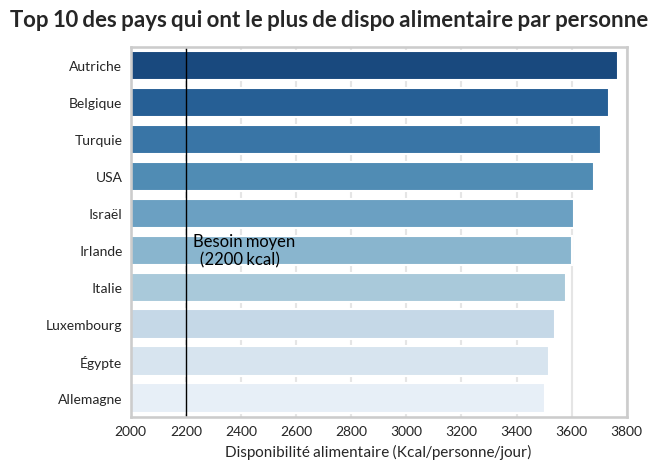 Top 10 des pays qui ont le plus de dispo alimentaire par personne
Autriche
Belgique
Turquie
USA
Israël
Irlande
Italie
Luxembourg
Égypte
Allemagne
Besoin moyen
(2200 kcal)
2000 2200 2400 2600 2800 3000 3200 3400 3600 3800
Disponibilité alimentaire (Kcal/personne/jour)